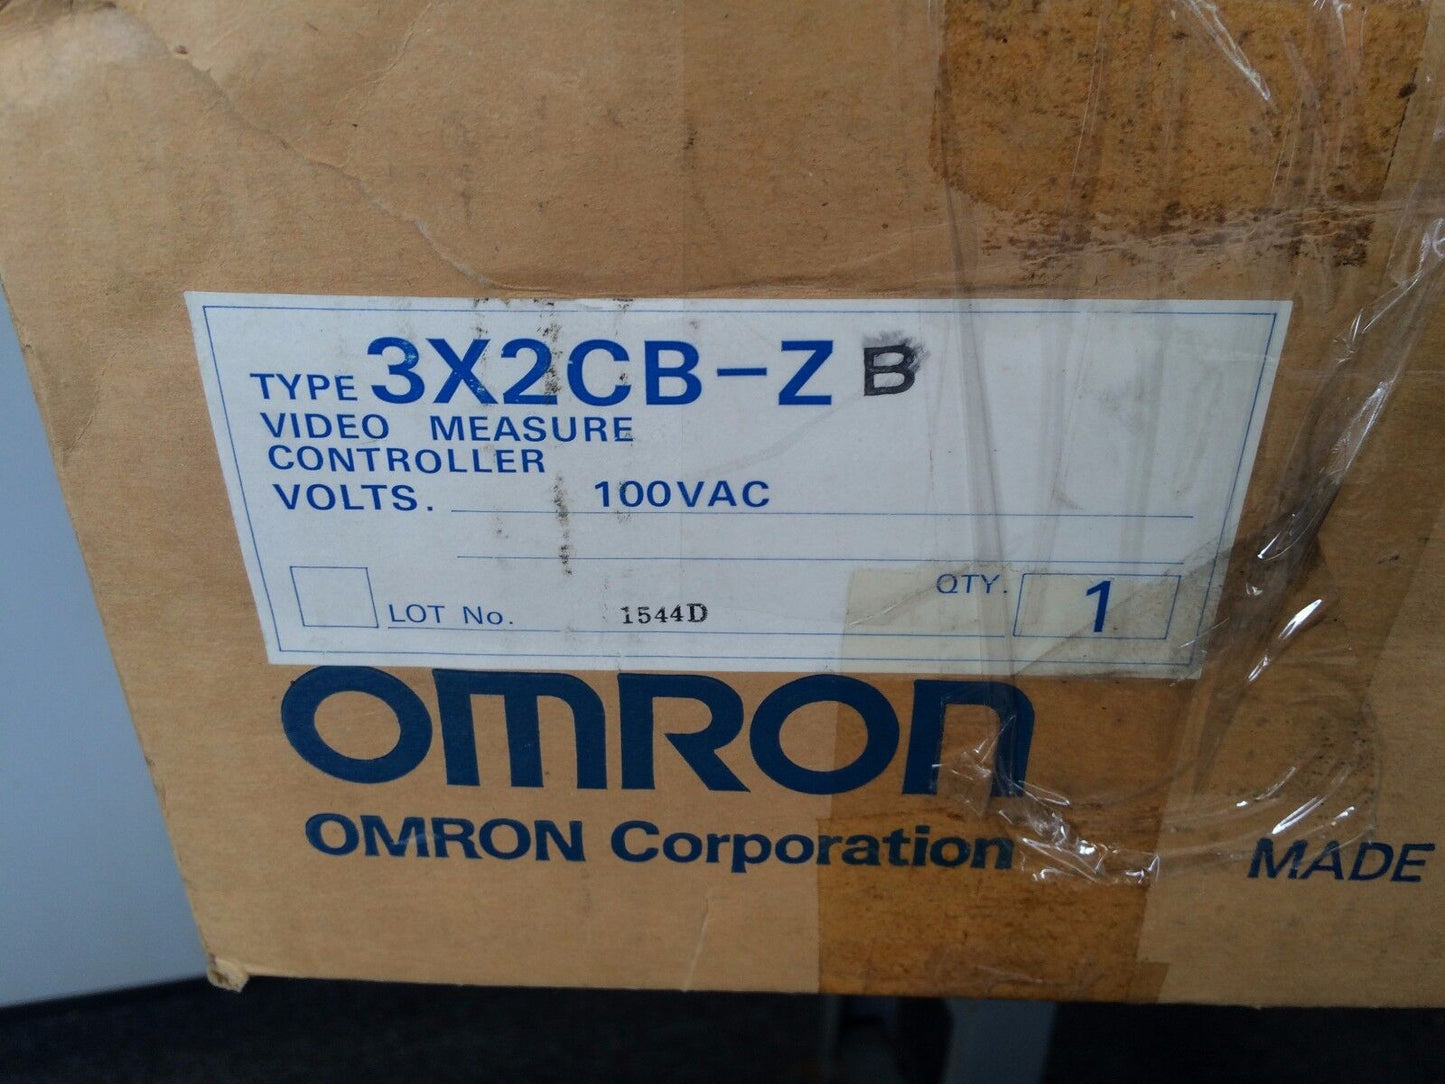 TYPE 3X2CB-Z B
VIDEO MEASURE
CONTROLLER
VOLTS. 100VAC
QTY. 1
LOT No. 1544D
OMRON
OMRON Corporation
MADE